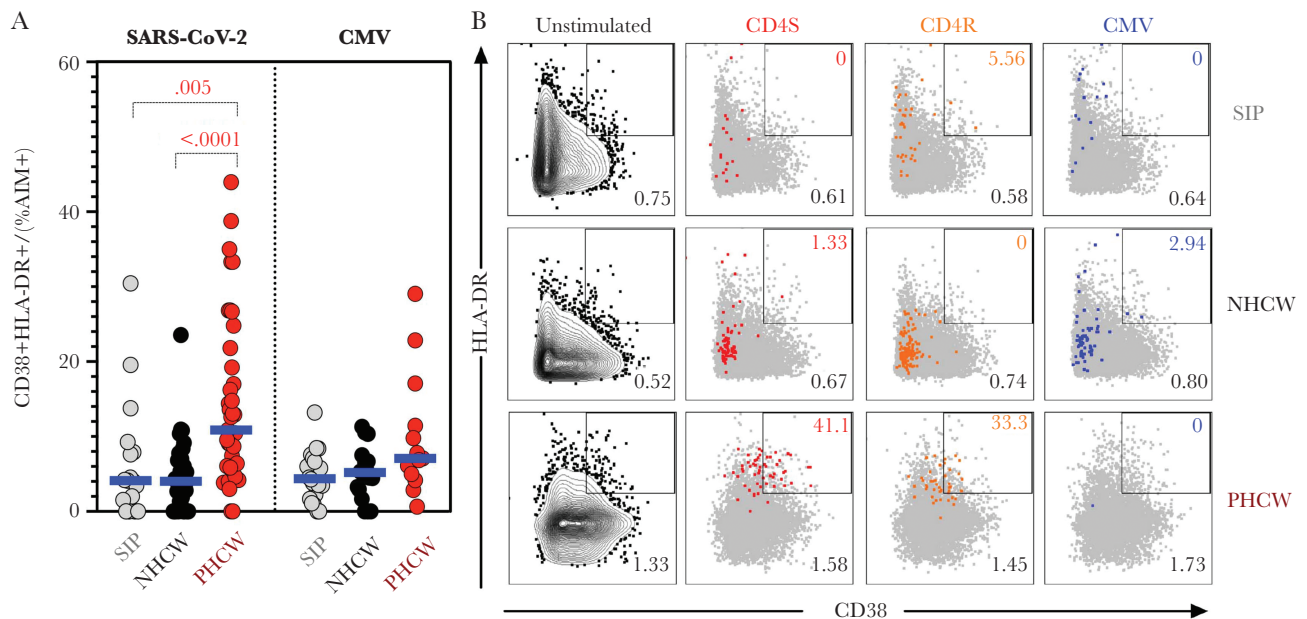 A
SARS-CoV-2 CMV
CD38+HLA-DR+/(%AIM+)
60
40
20
0
.005
<.0001
SIP NHCW PHCW SIP NHCW PHCW
B
Unstimulated CD4S CD4R CMV
0 5.56 0
SIP
0.75 0.61 0.58 0.64
1.33 0 2.94
NHCW
0.52 0.67 0.74 0.80
41.1 33.3 0
PHCW
1.33 1.58 1.45 1.73
HLA-DR
CD38